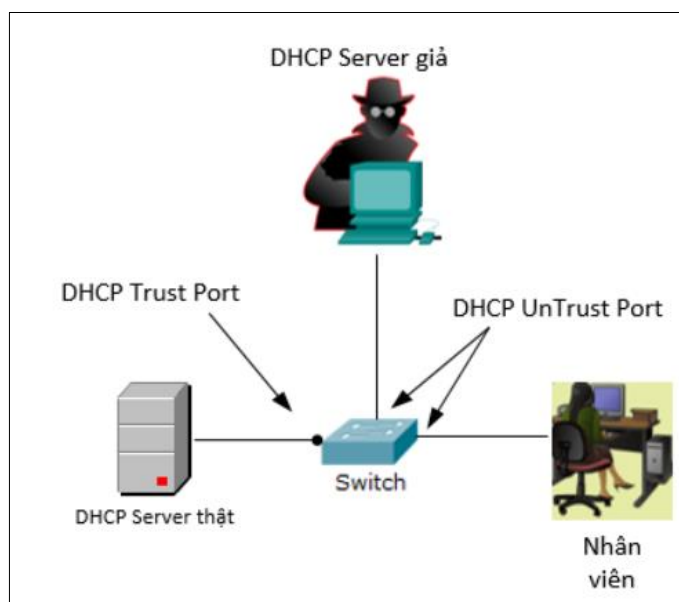 DHCP Server giả
DHCP Trust Port
DHCP UnTrust Port
Switch
DHCP Server thật
Nhân
viên